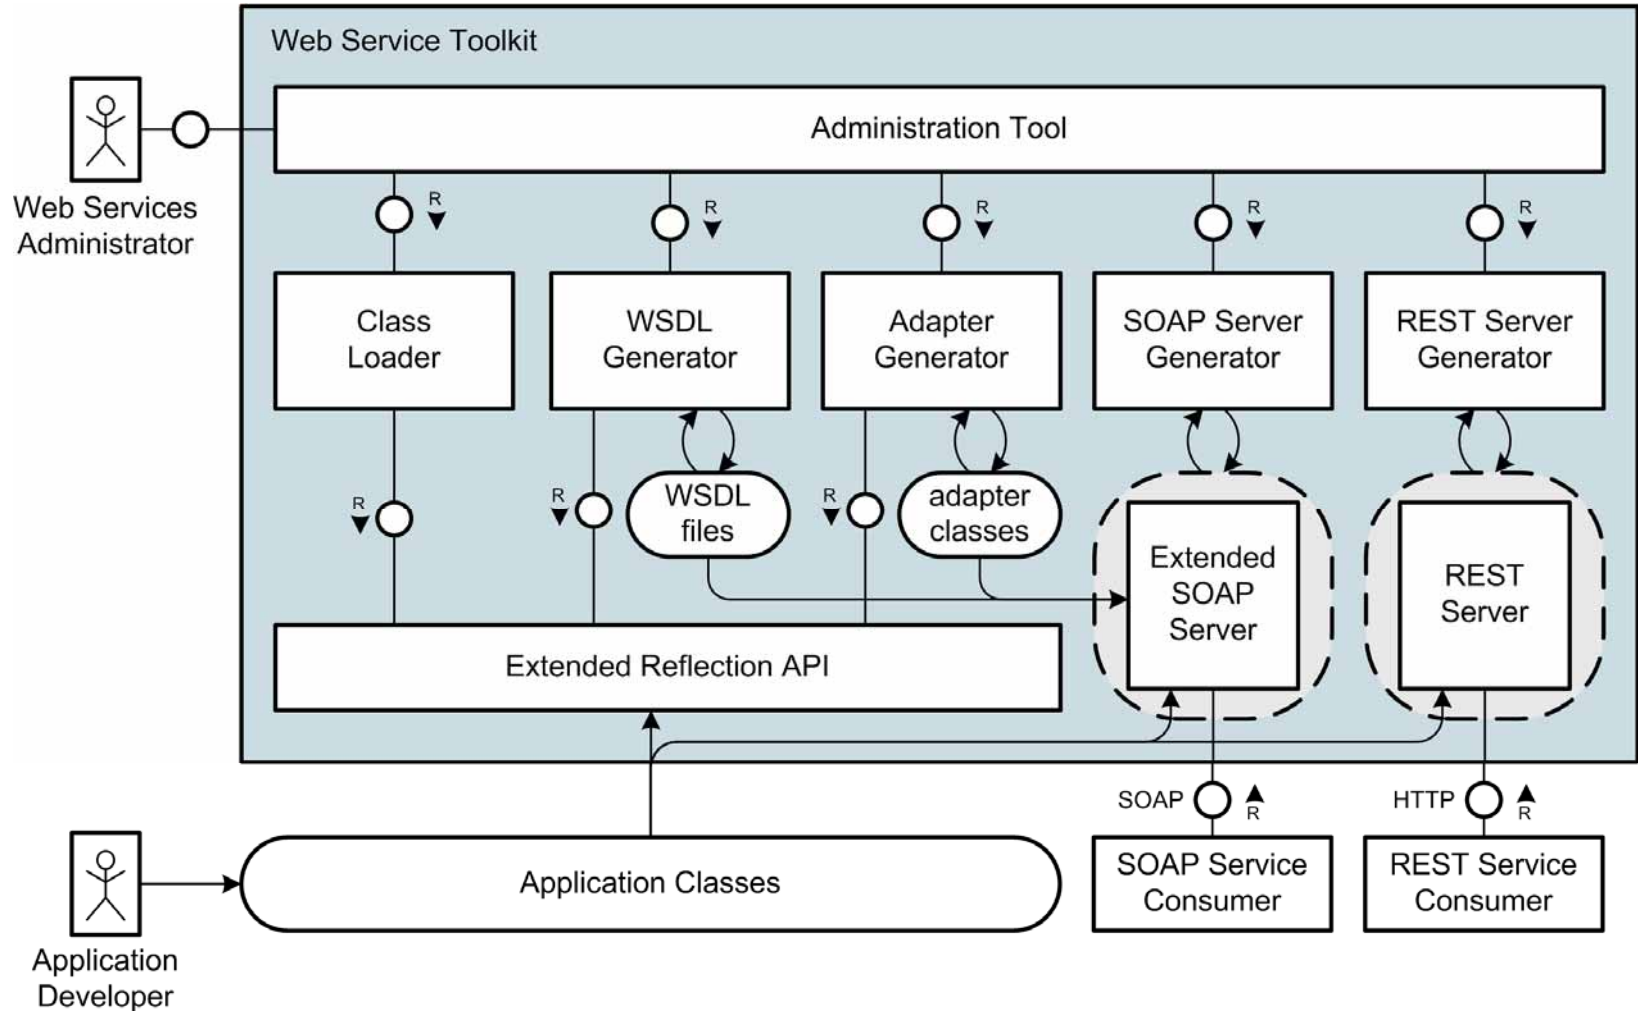 Web Service Toolkit
Administration Tool
Web Services
Administrator
R
R
R
R
R
Class
Loader
WSDL
Generator
Adapter
Generator
SOAP Server
Generator
REST Server
Generator
R
R
WSDL
files
R
adapter
classes
Extended
SOAP
Server
REST
Server
Extended Reflection API
SOAP
R
HTTP
R
Application Classes
SOAP Service
Consumer
REST Service
Consumer
Application
Developer